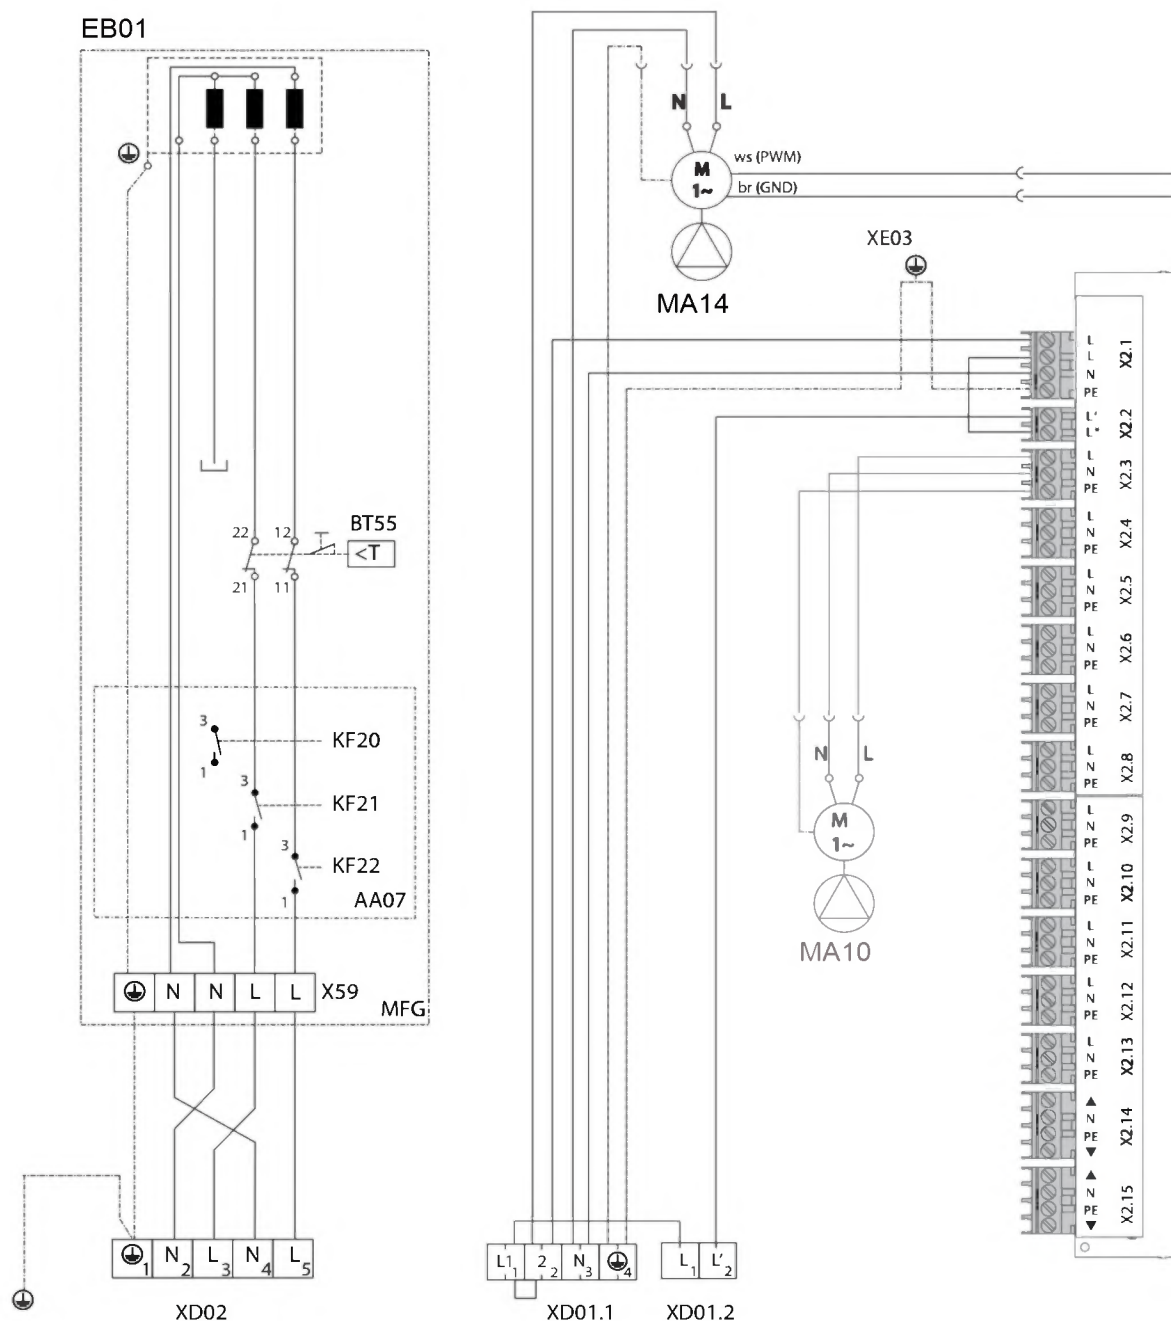 EB01
N L
ws (PWM)
M
1~
br (GND)
XE03
MA14
L
L
N
PE
X2.1
L'
L*
X2.2
L
N
PE
X2.3
L
N
PE
X2.4
L
N
PE
X2.5
L
N
PE
X2.6
L
N
PE
X2.7
L
N
PE
X2.8
L
N
PE
X2.9
L
N
PE
X2.10
L
N
PE
X2.11
L
N
PE
X2.12
L
N
PE
X2.13
▲
N
PE
▼
X2.14
▲
N
PE
▼
X2.15
22 12 BT55
<T
21 11
3
KF20
1
3
KF21
1
3
KF22
1
AA07
N L
M
1~
MA10
N N L L X59
MFG
1 N2 L3 N4 L5
XD02
L1 1 2 2 N3 4
XD01.1
L1 L'2
XD01.2